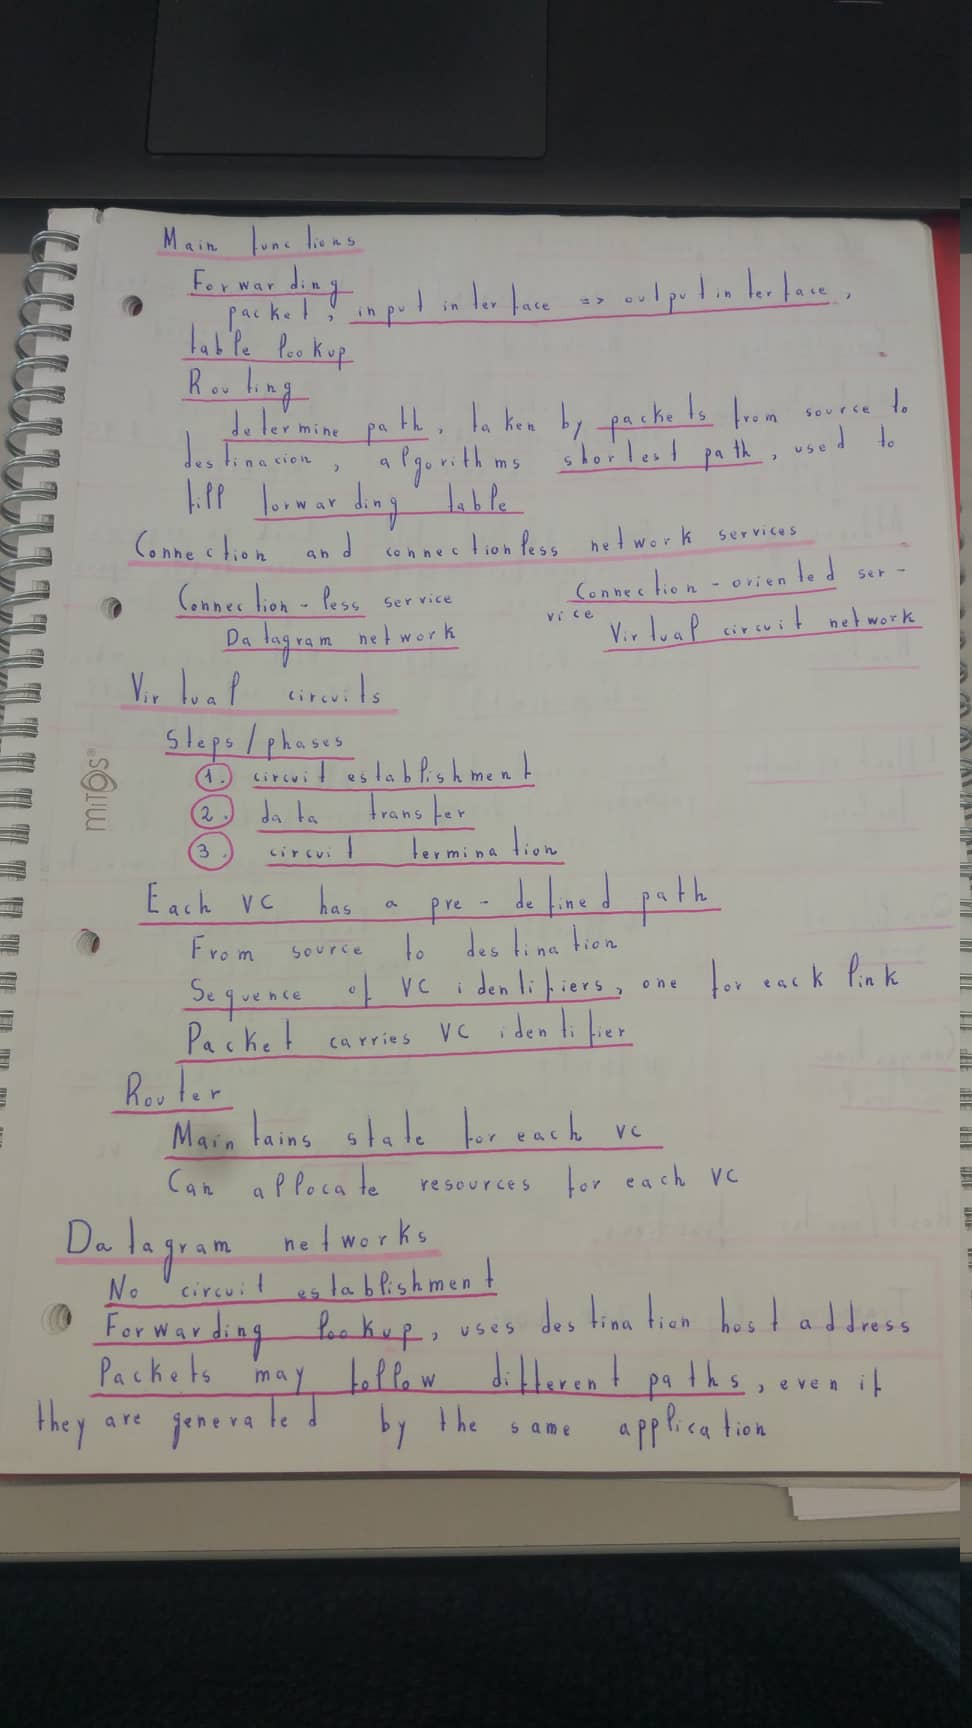 Main functions
Forwarding
packet, input interface => output interface,
table lookup
Routing
determine path, taken by packets from source to
destinacion, algorithms shortest path, used to
fill forwarding table
Connection and connectionless network services
Connection-less service
Datagram network
Connection-oriented ser-
vice
Virtual circuit network
Virtual circuits
Steps/phases
1. circuit establishment
2. data transfer
3. circuit termination
Each VC has a pre-defined path
From source to destination
Sequence of VC identifiers, one for each link
Packet carries VC identifier
Router
Maintains state for each VC
Can allocate resources for each VC
Datagram networks
No circuit establishment
Forwarding lookup, uses destination host address
Packets may follow different paths, even if
they are generated by the same application
MiTOS®